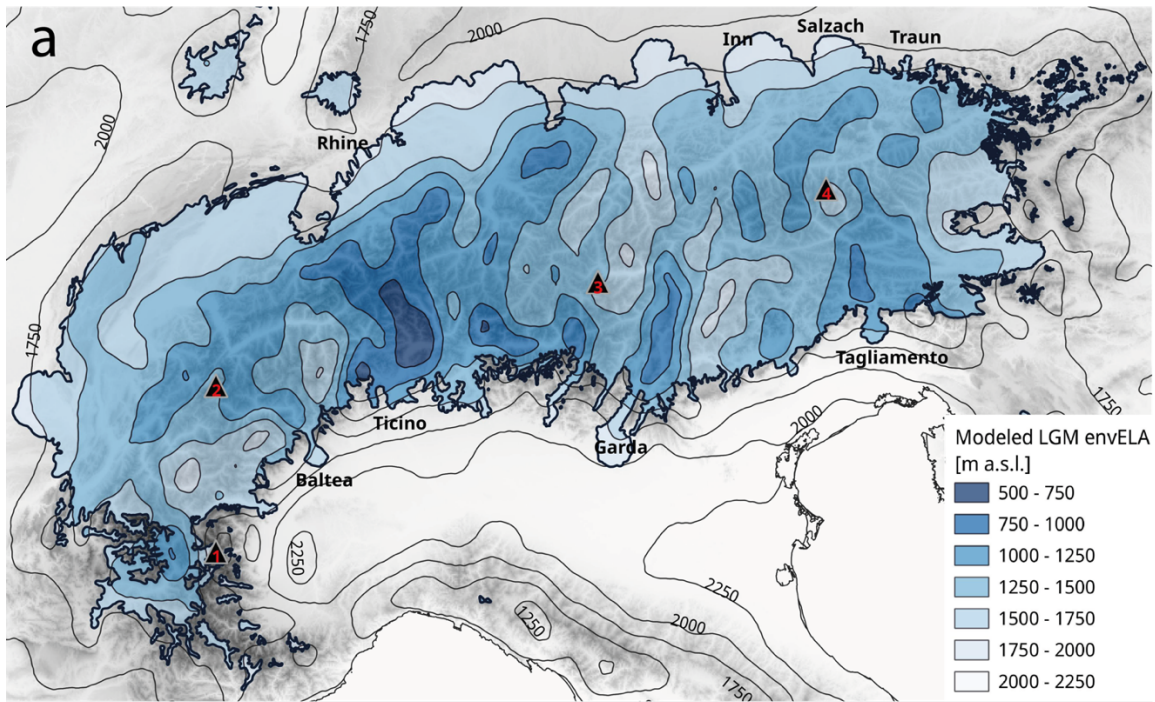 a
1750
2000
Inn
Salzach
Traun
2000
Rhine
4
3
1750
2
Tagliamento
Ticino
Garda
2000
1750
Baltea
1
2250
2250
2000
1250
1750
Modeled LGM envELA
[m a.s.l.]
500 - 750
750 - 1000
1000 - 1250
1250 - 1500
1500 - 1750
1750 - 2000
2000 - 2250